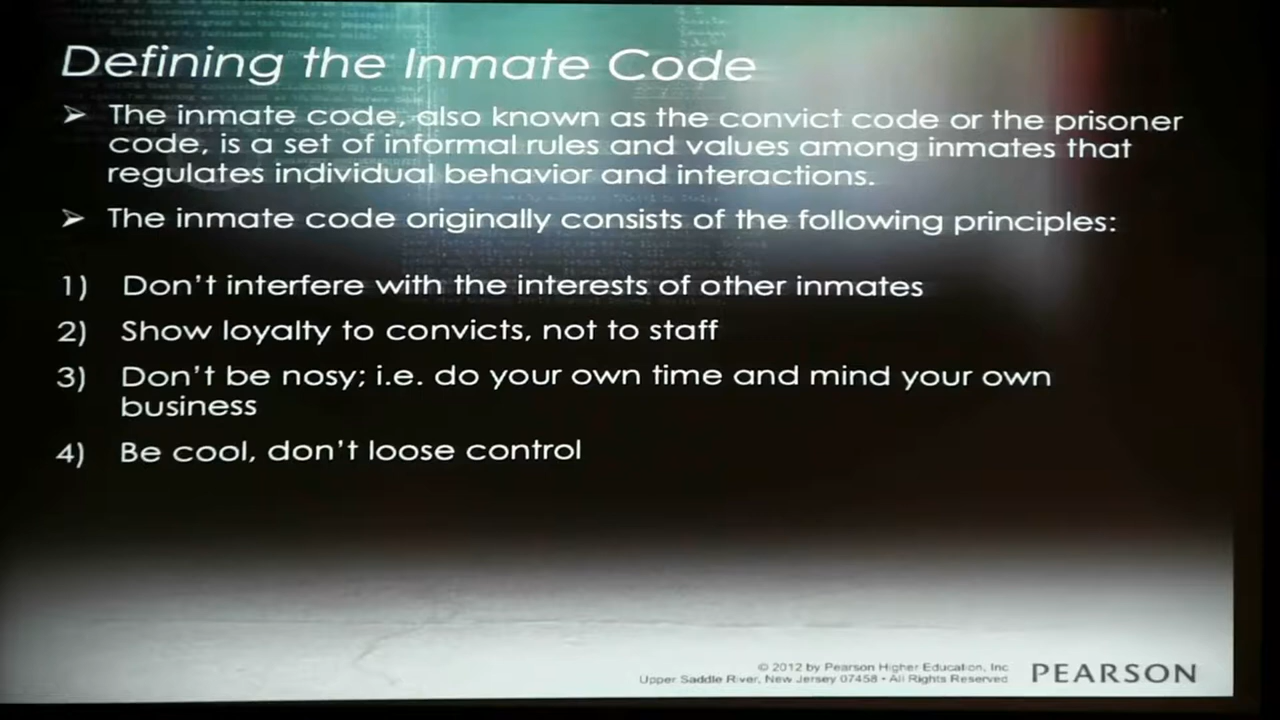 Defining the Inmate Code
➢ The inmate code, also known as the convict code or the prisoner
code, is a set of informal rules and values among inmates that
regulates individual behavior and interactions.
➢ The inmate code originally consists of the following principles:
1) Don't interfere with the interests of other inmates
2) Show loyalty to convicts, not to staff
3) Don't be nosy; i.e. do your own time and mind your own
business
4) Be cool, don't loose control
© 2012 by Pearson Higher Education, Inc
Upper Saddle River, New Jersey 07458 • All Rights Reserved
PEARSON